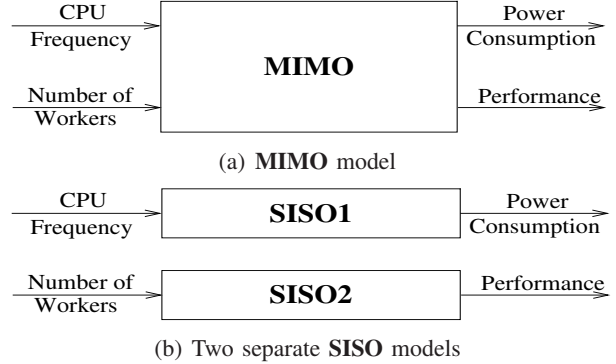 CPU
Frequency
Power
Consumption
MIMO
Number of
Workers
Performance
(a) MIMO model
CPU
Frequency
SISO1
Power
Consumption
Number of
Workers
SISO2
Performance
(b) Two separate SISO models